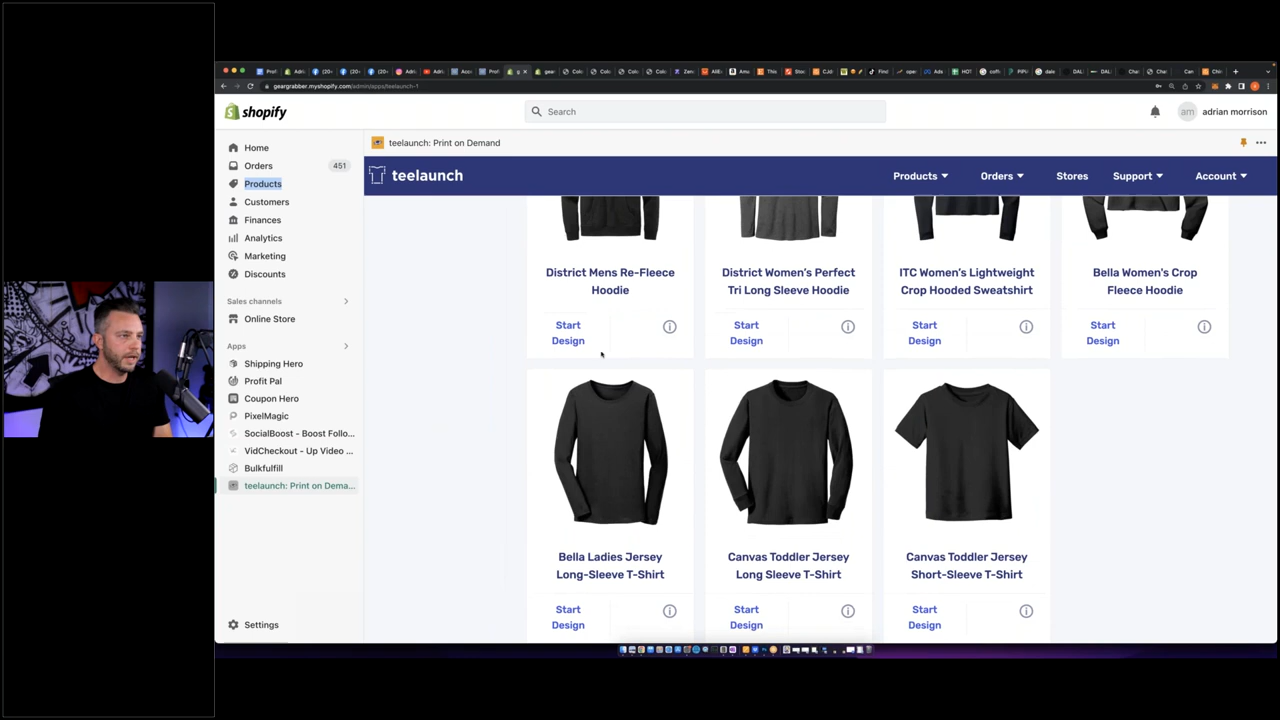 geargrabber.myshopify.com/admin/apps/teelaunch-1
shopify
Search
am
adrian morrison
Home
Orders
451
Products
Customers
Finances
Analytics
Marketing
Discounts
Sales channels
Online Store
Apps
Shipping Hero
Profit Pal
Coupon Hero
PixelMagic
SocialBoost - Boost Follo...
VidCheckout - Up Video ...
Bulkfulfill
teelaunch: Print on Dema...
Settings
teelaunch: Print on Demand
teelaunch
Products
Orders
Stores
Support
Account
District Mens Re-Fleece
Hoodie
Start
Design
District Women's Perfect
Tri Long Sleeve Hoodie
Start
Design
ITC Women's Lightweight
Crop Hooded Sweatshirt
Start
Design
Bella Women's Crop
Fleece Hoodie
Start
Design
Bella Ladies Jersey
Long-Sleeve T-Shirt
Start
Design
Canvas Toddler Jersey
Long Sleeve T-Shirt
Start
Design
Canvas Toddler Jersey
Short-Sleeve T-Shirt
Start
Design